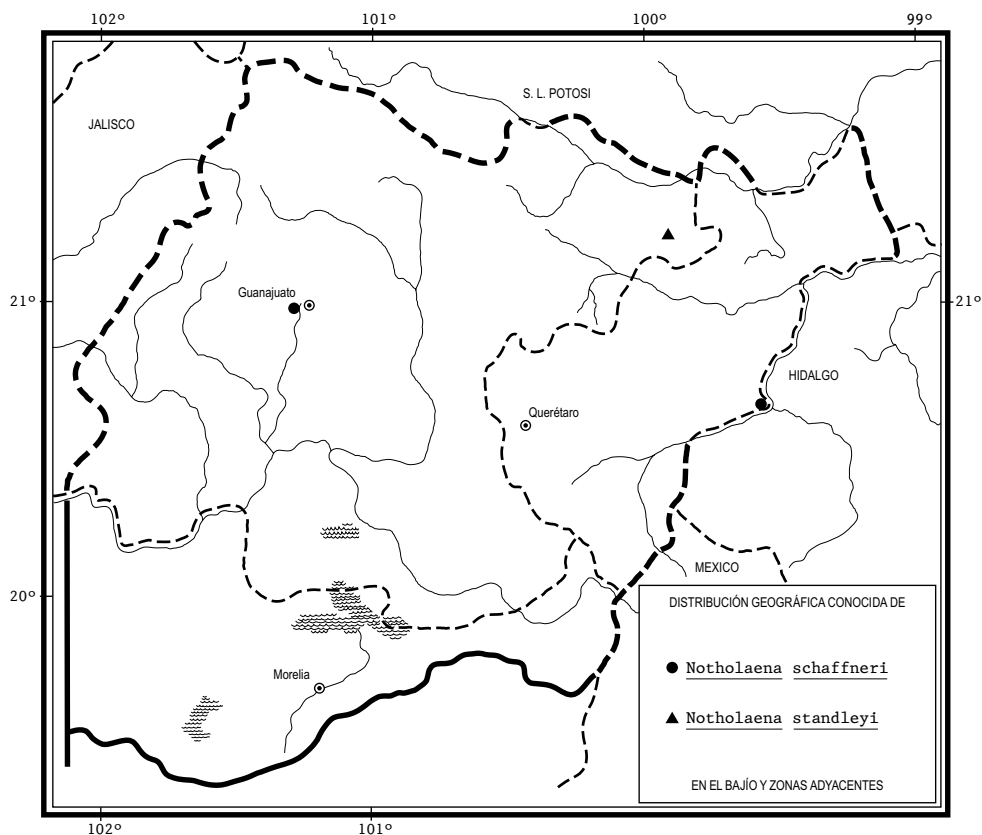 102° 101° 100° 99°
S. L. POTOSI
JALISCO
Guanajuato
21° 21°
HIDALGO
Querétaro
MEXICO
20°
DISTRIBUCIÓN GEOGRÁFICA CONOCIDA DE
Notholaena schaffneri
Morelia
Notholaena standleyi
EN EL BAJÍO Y ZONAS ADYACENTES
102° 101°